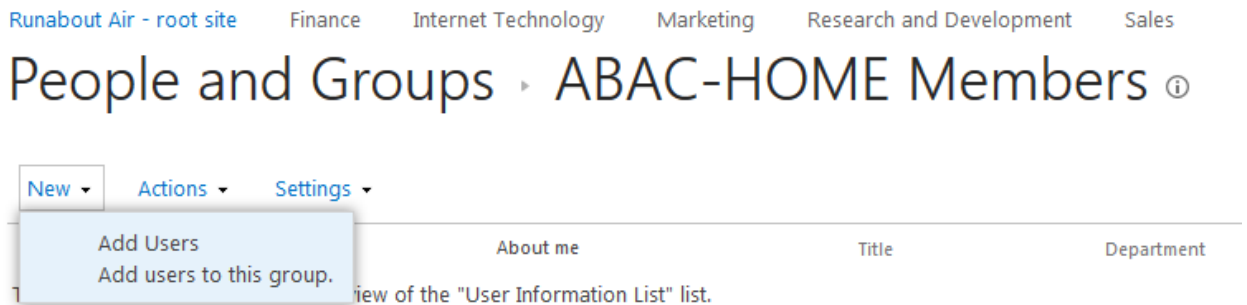 Runabout Air - root site Finance Internet Technology Marketing Research and Development Sales
People and Groups ▸ ABAC-HOME Members ⓘ
New Actions Settings
Add Users About me Title Department
Add users to this group.
iew of the "User Information List" list.